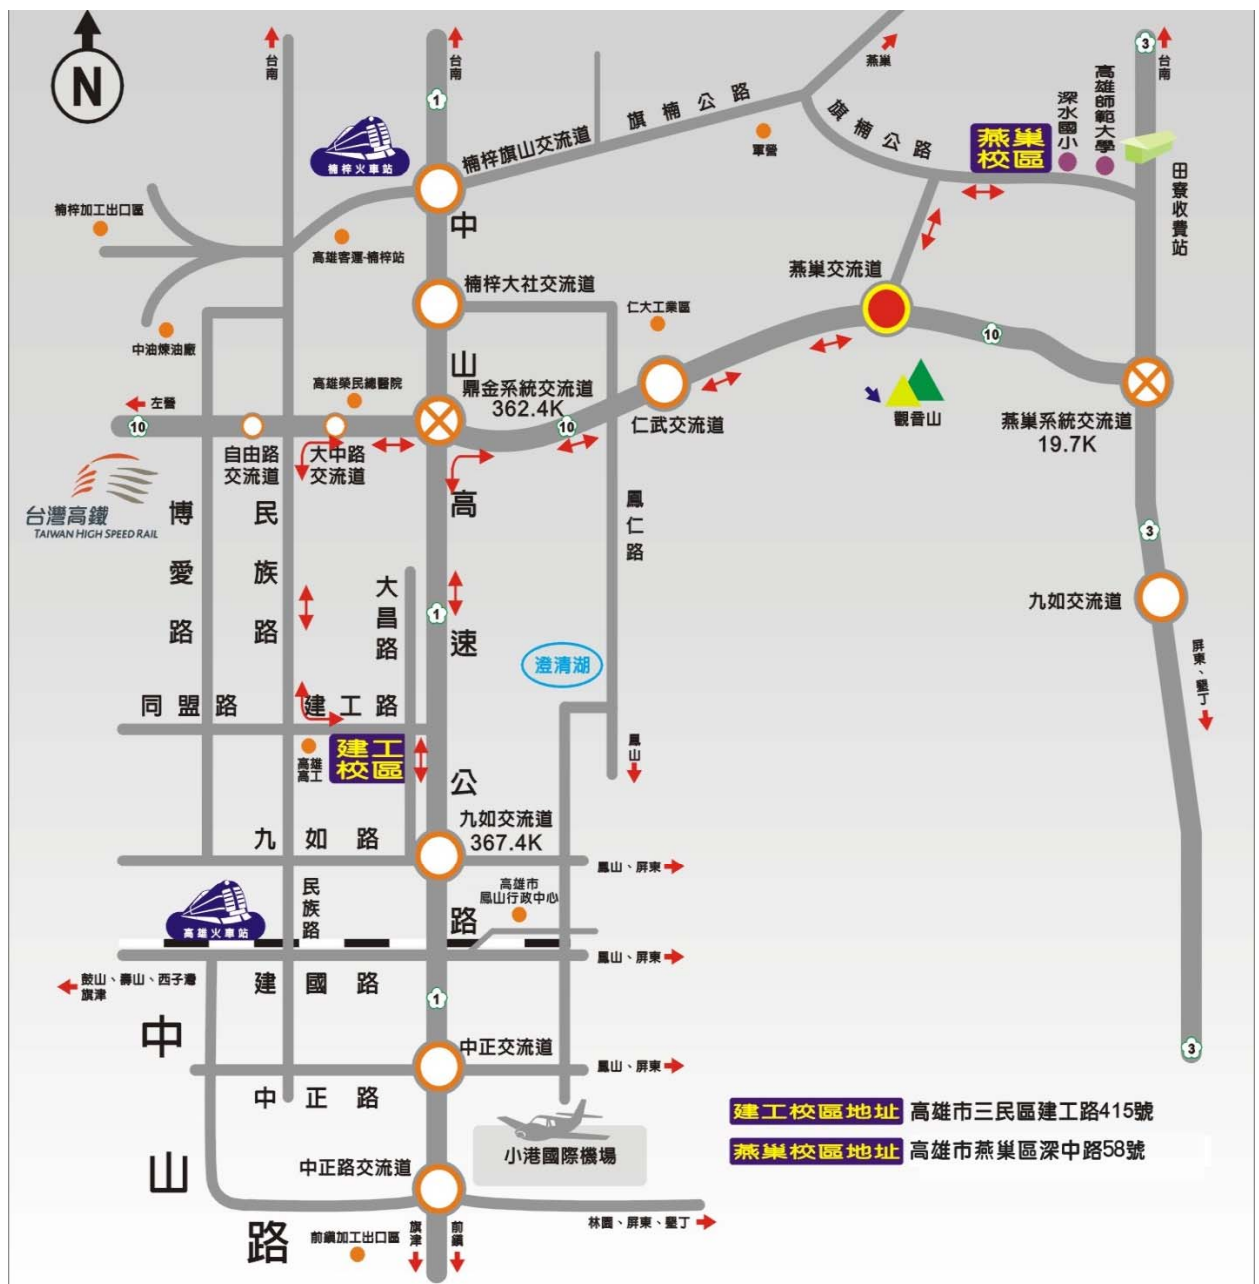 N
台南
台南
燕巢
3
台南
1
楠梓火車站
楠梓旗山交流道
旗楠公路
軍營
旗楠公路
燕巢
校區
深水國小
高雄師範大學
田寮收費站
楠梓加工出口區
高雄客運-楠梓站
中山高速公路
楠梓大社交流道
仁大工業區
燕巢交流道
中油煉油廠
高雄榮民總醫院
鼎金系統交流道
362.4K
10
左營
10
自由路
交流道
大中路
交流道
10
仁武交流道
觀音山
燕巢系統交流道
19.7K
台灣高鐵
TAIWAN HIGH SPEED RAIL
博愛路
民族路
鳳仁路
3
大昌路
1
九如交流道
澄清湖
屏東、墾丁
同盟路
建工路
高雄
高工
建工
校區
鳳山
九如交流道
367.4K
九如路
鳳山、屏東
民族路
高雄市
鳳山行政中心
高雄火車站
鳳山、屏東
鼓山、壽山、西子灣
旗津
建國路
1
3
中正交流道
鳳山、屏東
中正路
中山路
小港國際機場
建工校區地址 高雄市三民區建工路415號
燕巢校區地址 高雄市燕巢區深中路58號
中正路交流道
林園、屏東、墾丁
前鎮加工出口區
旗津
前鎮